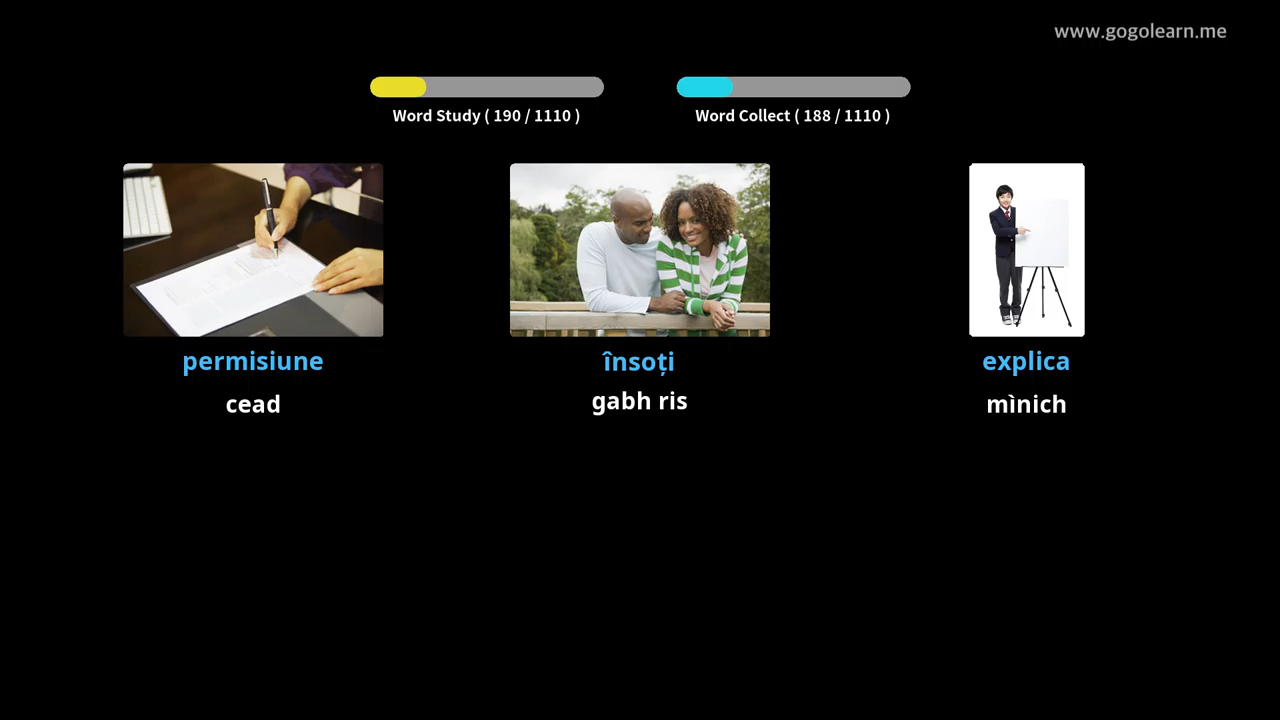 www.gogolearn.me
Word Study ( 190 / 1110 )
Word Collect ( 188 / 1110 )
permisiune
însoți
explica
cead
gabh ris
mìnich